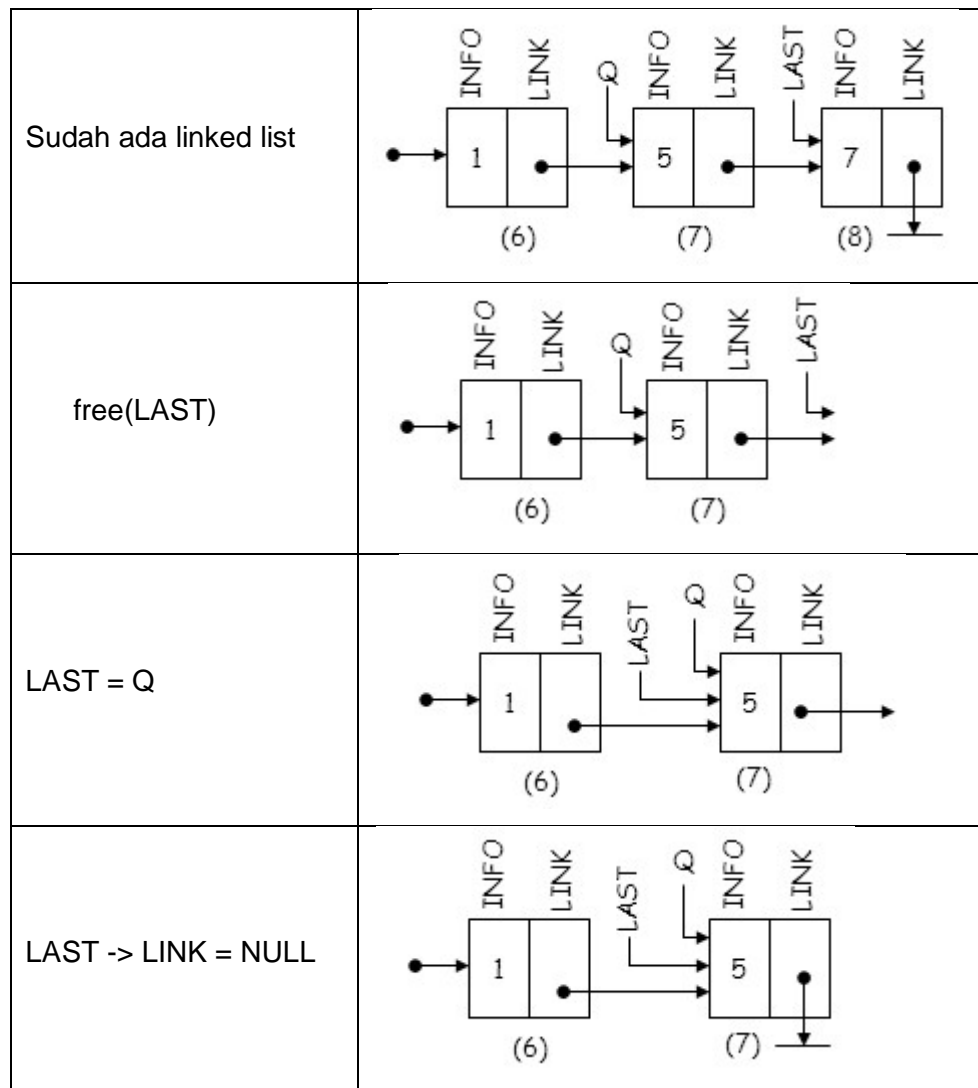 Sudah ada linked list
INFO LINK Q INFO LINK LAST INFO LINK
1 5 7
(6) (7) (8)
free(LAST)
INFO LINK Q INFO LINK LAST
1 5
(6) (7)
LAST = Q
INFO LINK LAST Q INFO LINK
1 5
(6) (7)
LAST -> LINK = NULL
INFO LINK LAST Q INFO LINK
1 5
(6) (7)